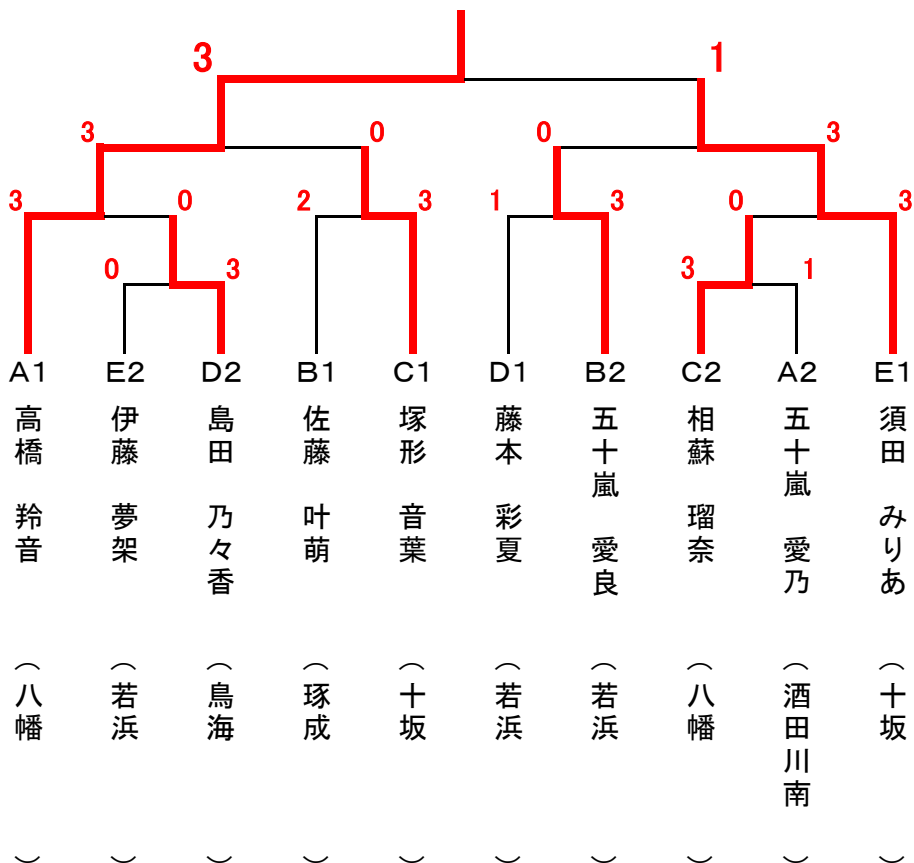 3 1
3 0 0 3
3 0 2 3 1 3 0 3
0 3 3 1
A1 E2 D2 B1 C1 D1 B2 C2 A2 E1
高橋 羚音
伊藤 夢架
島田 乃々香
佐藤 叶萌
塚形 音葉
藤本 彩夏
五十嵐 愛良
相蘇 瑠奈
五十嵐 愛乃
須田 みりあ
（八幡）
（若浜）
（鳥海）
（琢成）
（十坂）
（若浜）
（若浜）
（八幡）
（酒田川南）
（十坂）